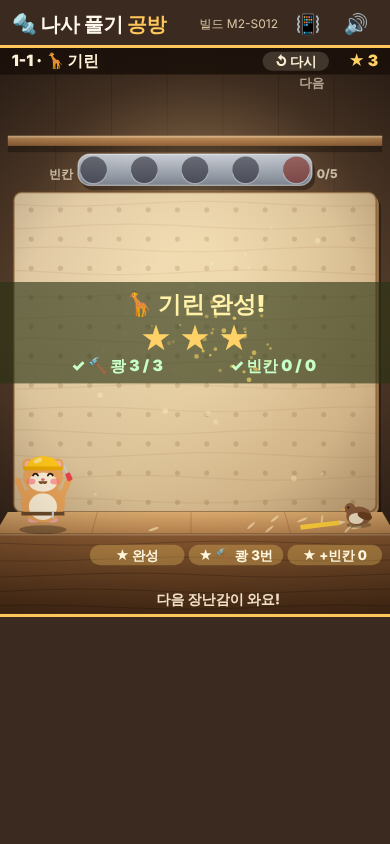 나사 풀기 공방
빌드 M2-S012
1-1 · 기린
다시
★ 3
다음
빈칸
0/5
기린 완성!
★ ★ ★
✓ 쾅 3 / 3
✓ 빈칸 0 / 0
★ 완성
★ 쾅 3번
★ +빈칸 0
다음 장난감이 와요!